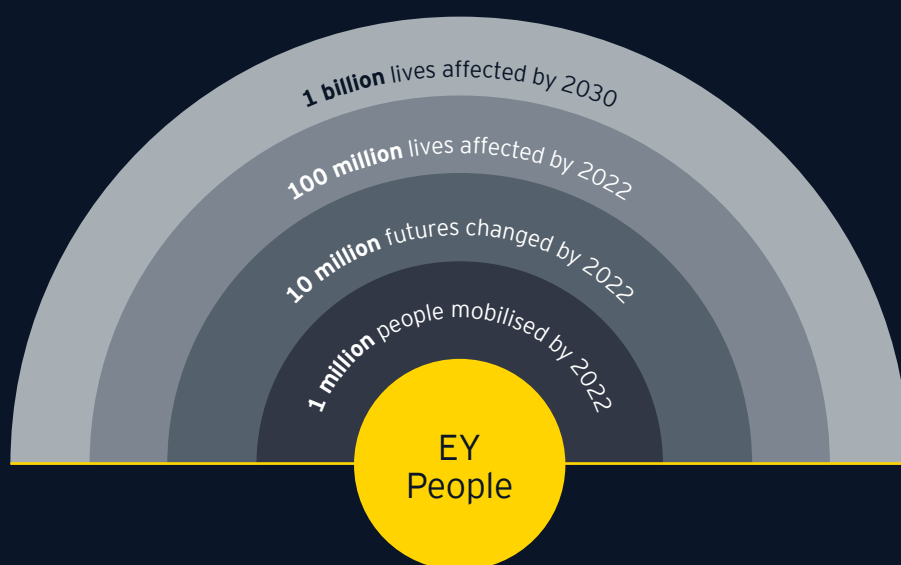 1 billion lives affected by 2030
100 million lives affected by 2022
10 million futures changed by 2022
1 million people mobilised by 2022
EY
People